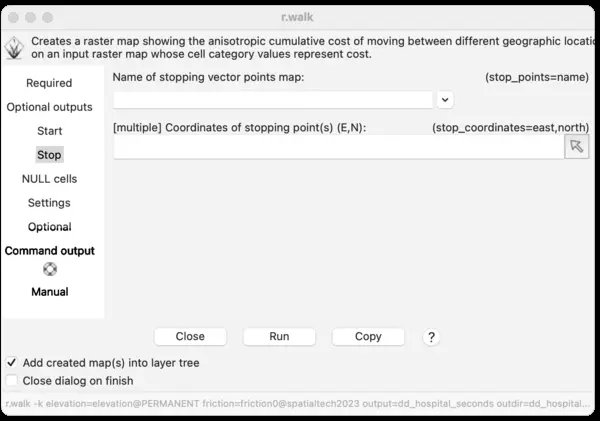 r.walk
Creates a raster map showing the anisotropic cumulative cost of moving between different geographic locatio
on an input raster map whose cell category values represent cost.
Required
Optional outputs
Start
Stop
NULL cells
Settings
Optional
Command output
Manual
Name of stopping vector points map: (stop_points=name)
[multiple] Coordinates of stopping point(s) (E,N): (stop_coordinates=east,north)
Close Run Copy ?
Add created map(s) into layer tree
Close dialog on finish
r.walk -k elevation=elevation@PERMANENT friction=friction0@spatialtech2023 output=dd_hospital_seconds outdir=dd_hospital...